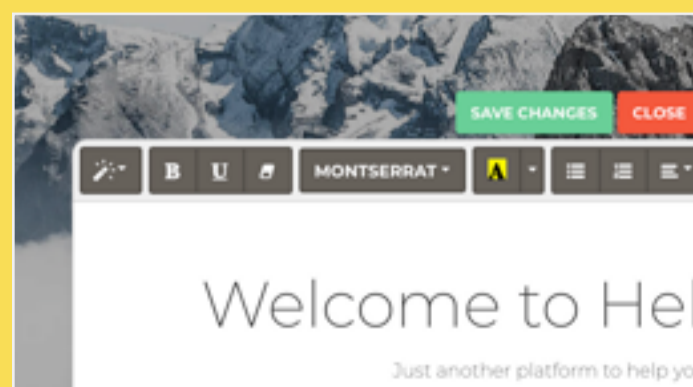 SAVE CHANGES CLOSE
B U MONTSERRAT A
Welcome to Hel
Just another platform to help yo